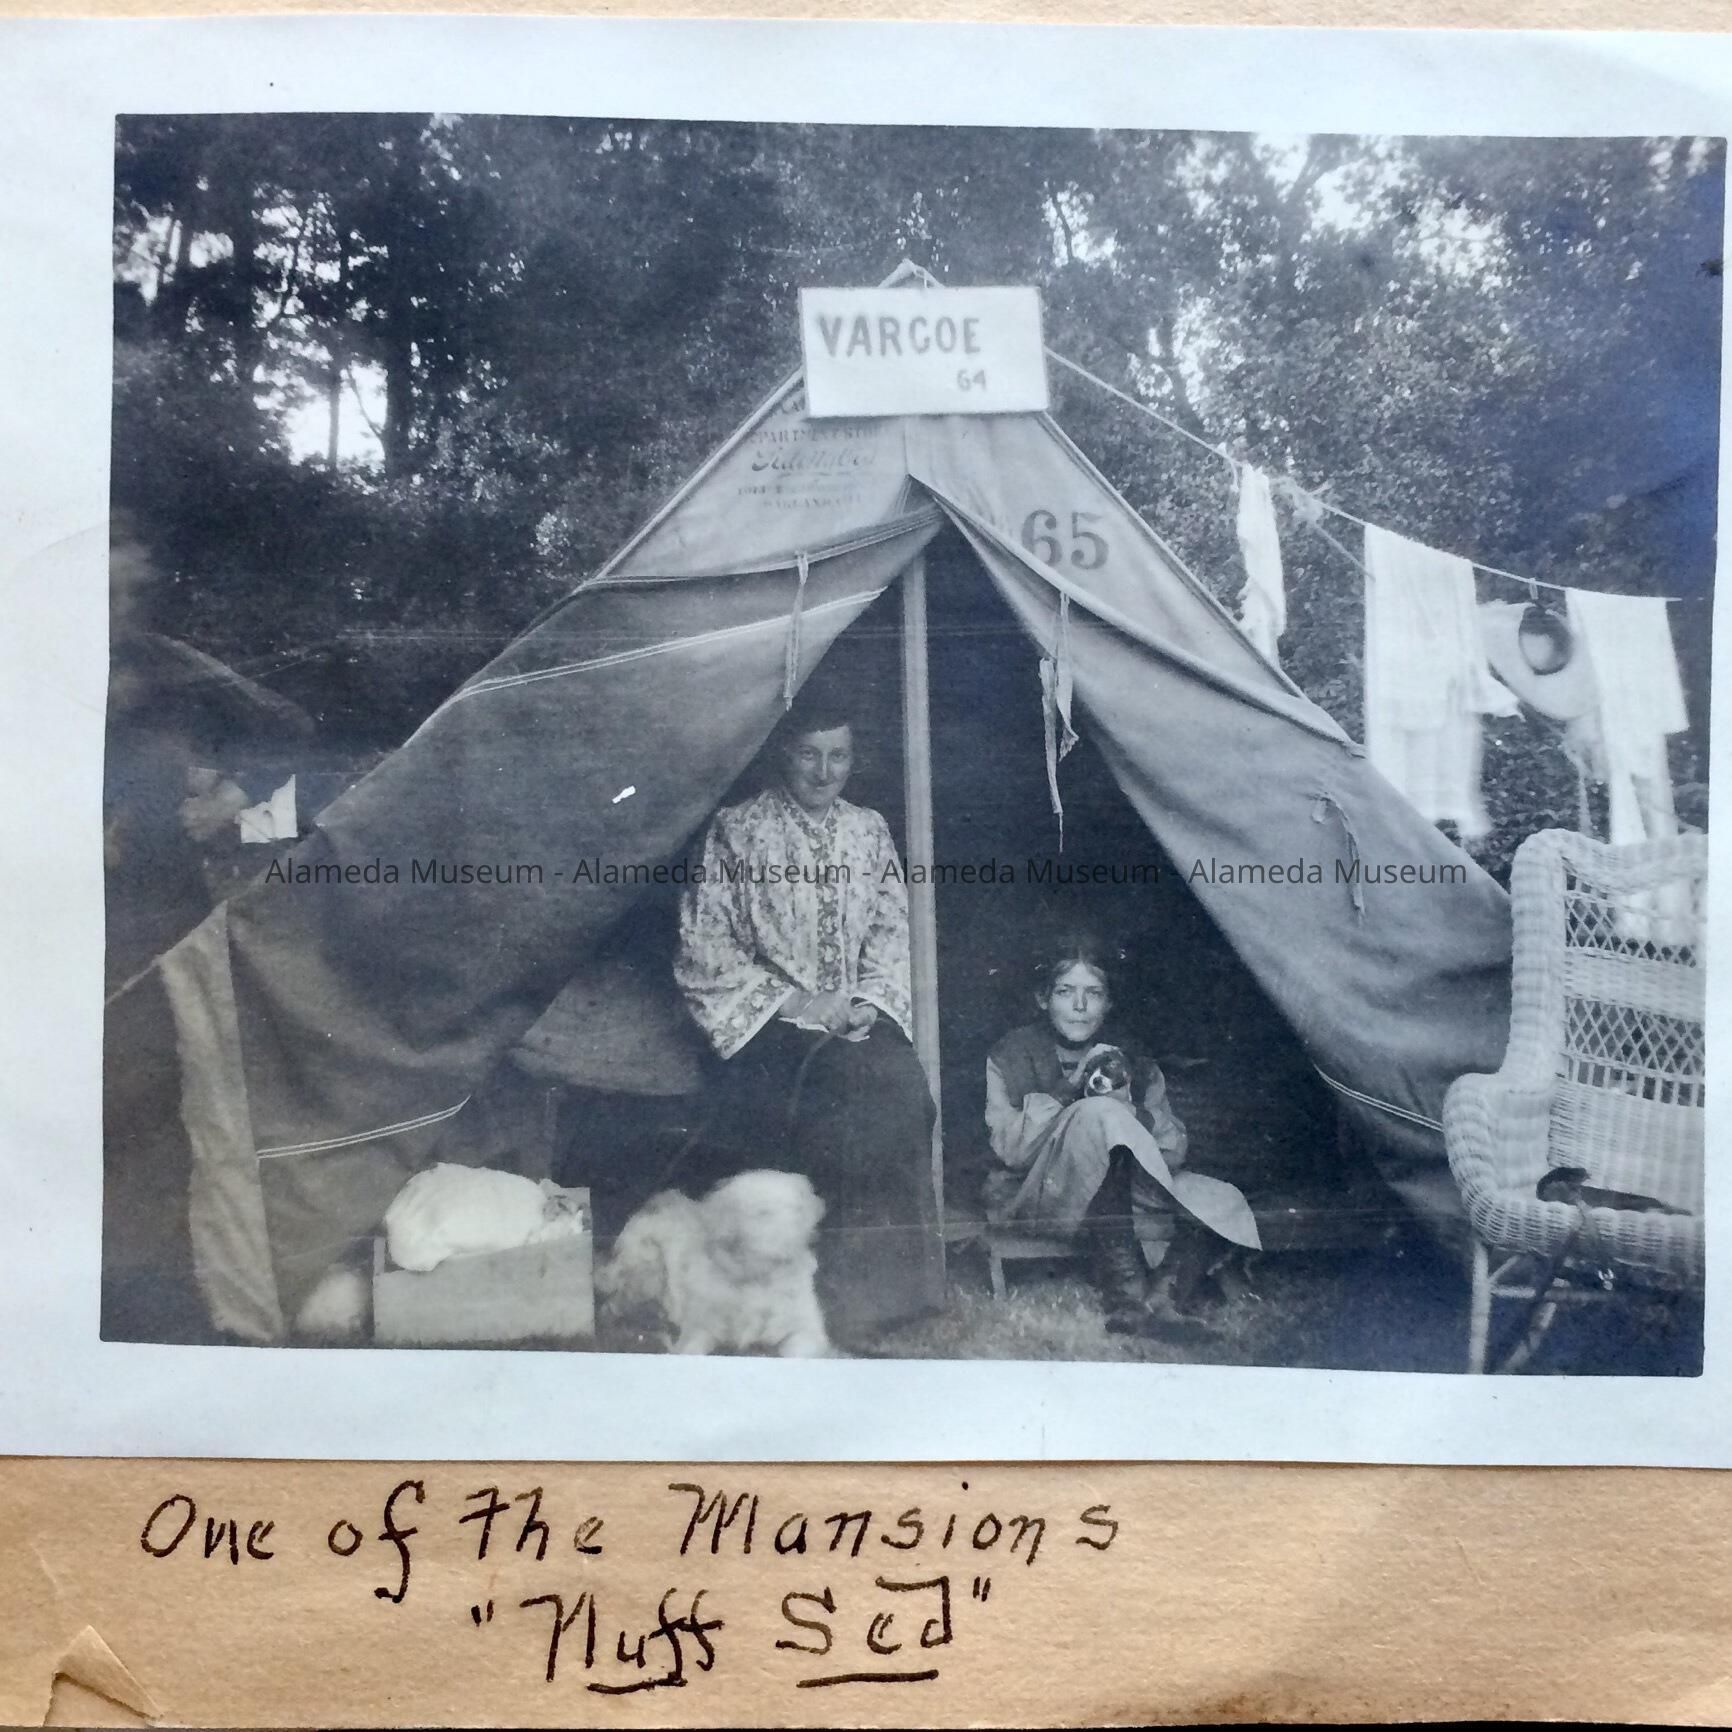 VARCOE
64
65
Alameda Museum - Alameda Museum - Alameda Museum - Alameda Museum
One of the Mansions
"Nuff Sed"